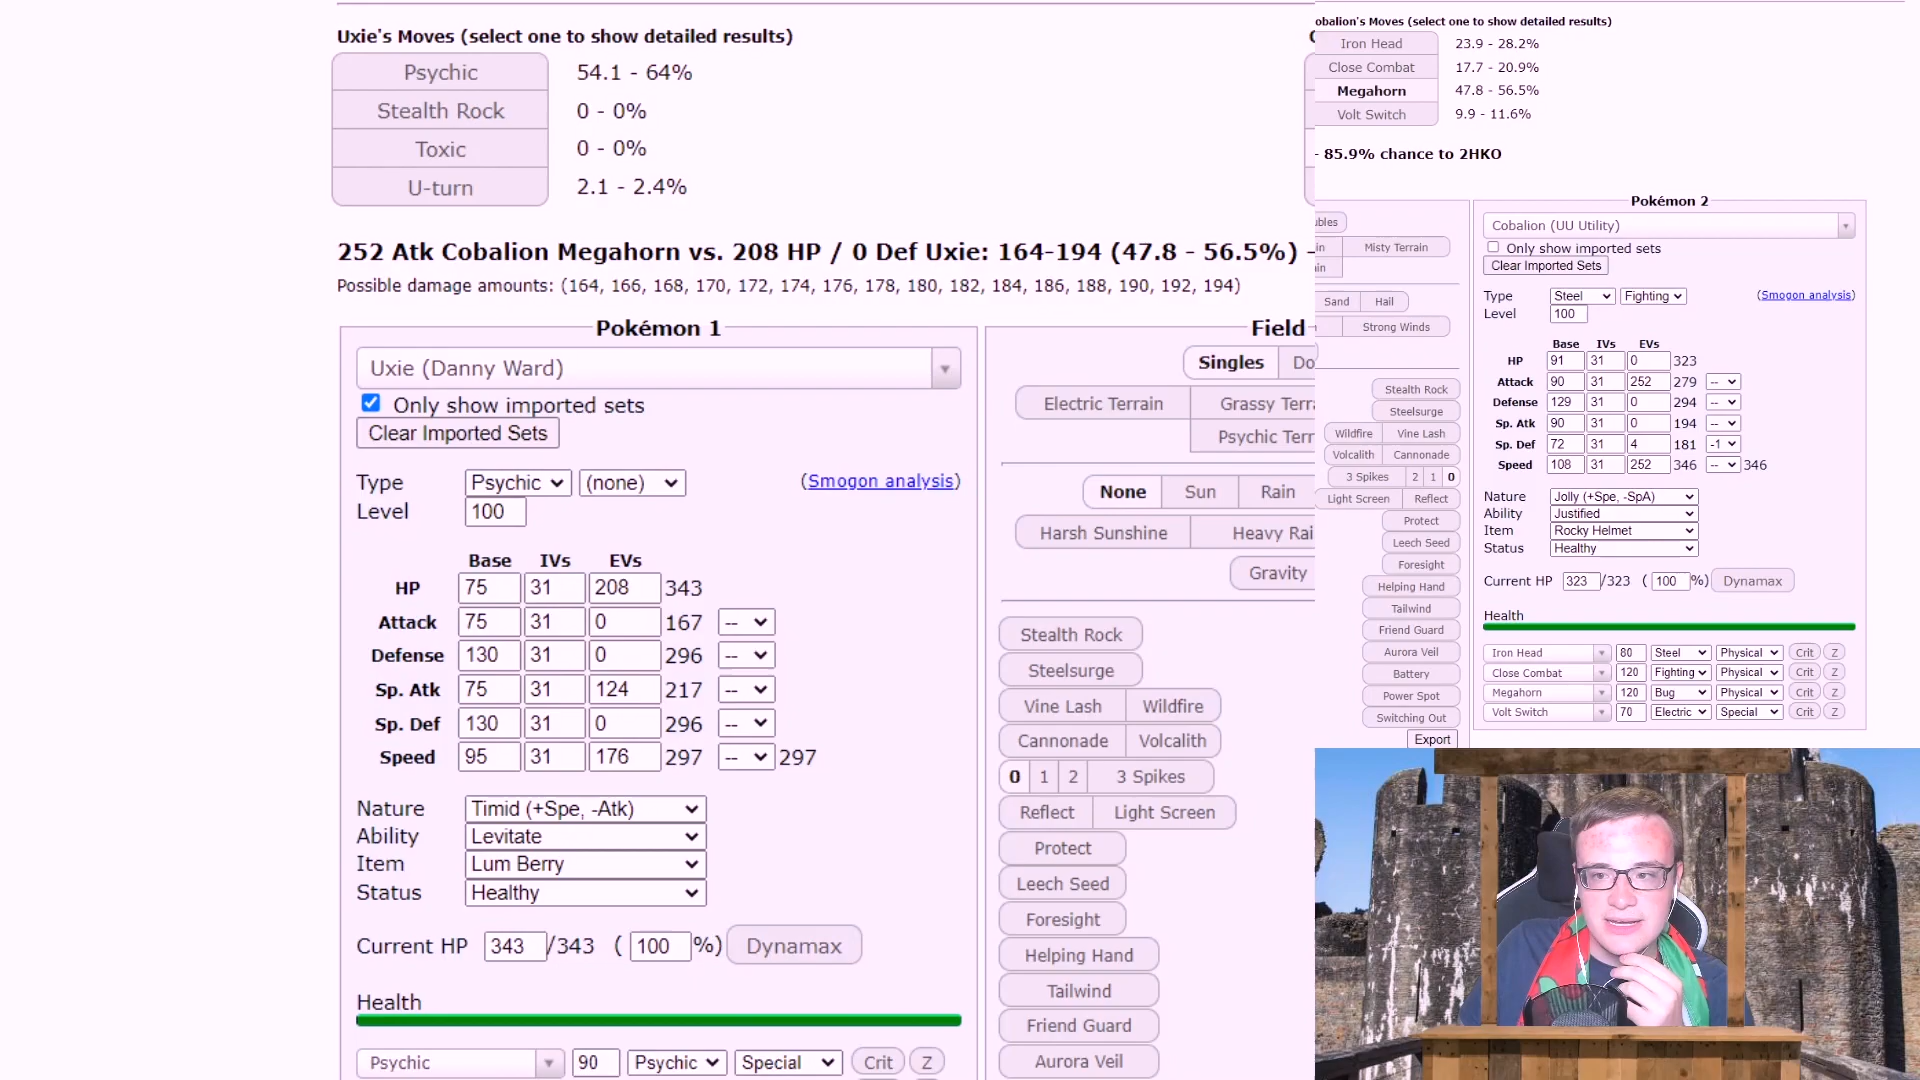 Uxie's Moves (select one to show detailed results)
Psychic 54.1 - 64%
Stealth Rock 0 - 0%
Toxic 0 - 0%
U-turn 2.1 - 2.4%
252 Atk Cobalion Megahorn vs. 208 HP / 0 Def Uxie: 164-194 (47.8 - 56.5%) -
Possible damage amounts: (164, 166, 168, 170, 172, 174, 176, 178, 180, 182, 184, 186, 188, 190, 192, 194)
Pokémon 1
Uxie (Danny Ward)
Only show imported sets
Clear Imported Sets
Type Psychic (none) (Smogon analysis)
Level 100
Base IVs EVs
HP 75 31 208 343
Attack 75 31 0 167 --
Defense 130 31 0 296 --
Sp. Atk 75 31 124 217 --
Sp. Def 130 31 0 296 --
Speed 95 31 176 297 -- 297
Nature Timid (+Spe, -Atk)
Ability Levitate
Item Lum Berry
Status Healthy
Current HP 343/343 (100%) Dynamax
Health
Psychic 90 Psychic Special Crit Z
Field
Singles Do
Electric Terrain Grassy Terra
Psychic Terr
None Sun Rain
Harsh Sunshine Heavy Rai
Gravity
Stealth Rock
Steelsurge
Vine Lash Wildfire
Cannonade Volcalith
0 1 2 3 Spikes
Reflect Light Screen
Protect
Leech Seed
Foresight
Helping Hand
Tailwind
Friend Guard
Aurora Veil
obalion's Moves (select one to show detailed results)
Iron Head 23.9 - 28.2%
Close Combat 17.7 - 20.9%
Megahorn 47.8 - 56.5%
Volt Switch 9.9 - 11.6%
- 85.9% chance to 2HKO
ubles
in Misty Terrain
ain
Sand Hail
Strong Winds
Stealth Rock
Steelsurge
Wildfire Vine Lash
Volcalith Cannonade
3 Spikes 2 1 0
Light Screen Reflect
Protect
Leech Seed
Foresight
Helping Hand
Tailwind
Friend Guard
Aurora Veil
Battery
Power Spot
Switching Out
Export
Pokémon 2
Cobalion (UU Utility)
Only show imported sets
Clear Imported Sets
Type Steel Fighting (Smogon analysis)
Level 100
Base IVs EVs
HP 91 31 0 323
Attack 90 31 252 279 --
Defense 129 31 0 294 --
Sp. Atk 90 31 0 194 --
Sp. Def 72 31 4 181 -1
Speed 108 31 252 346 -- 346
Nature Jolly (+Spe, -SpA)
Ability Justified
Item Rocky Helmet
Status Healthy
Current HP 323/323 (100%) Dynamax
Health
Iron Head 80 Steel Physical Crit Z
Close Combat 120 Fighting Physical Crit Z
Megahorn 120 Bug Physical Crit Z
Volt Switch 70 Electric Special Crit Z